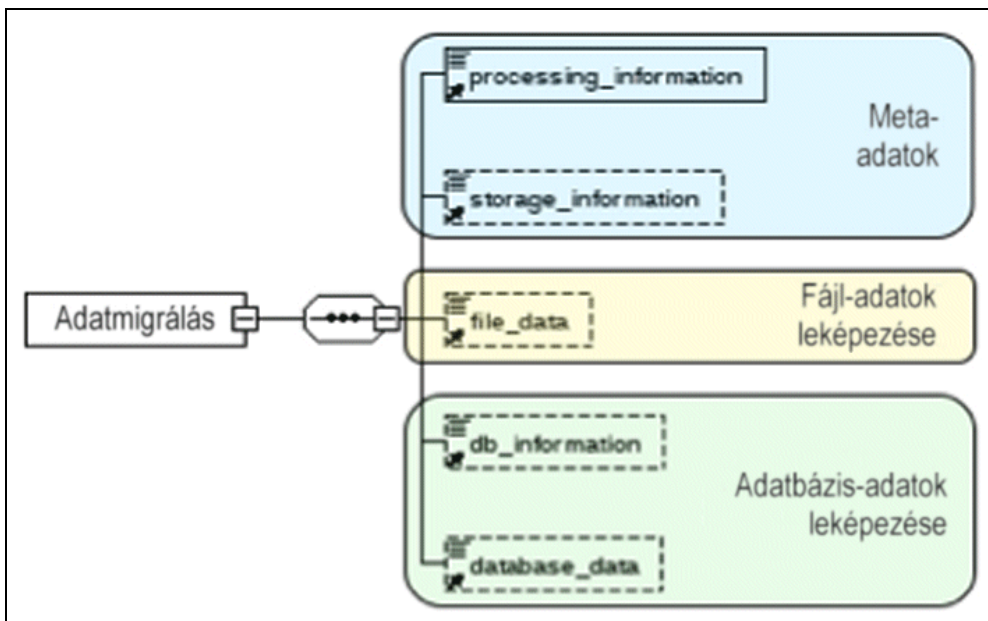 processing_information
Meta-
adatok
storage_information
Adatmigrálás
file_data
Fájl-adatok
leképezése
db_information
Adatbázis-adatok
leképezése
database_data